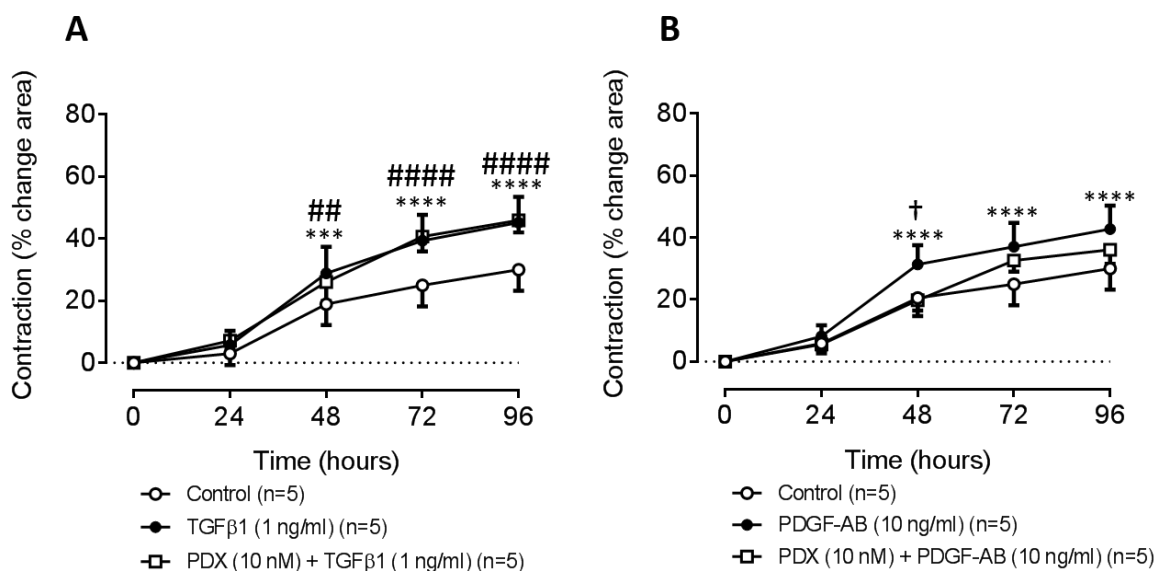 A
Contraction (% change area)
80
60
40
20
0
##
***
####
****
####
****
0 24 48 72 96
Time (hours)
Control (n=5)
TGFβ1 (1 ng/ml) (n=5)
PDX (10 nM) + TGFβ1 (1 ng/ml) (n=5)
B
Contraction (% change area)
80
60
40
20
0
†
****
****
****
0 24 48 72 96
Time (hours)
Control (n=5)
PDGF-AB (10 ng/ml) (n=5)
PDX (10 nM) + PDGF-AB (10 ng/ml) (n=5)